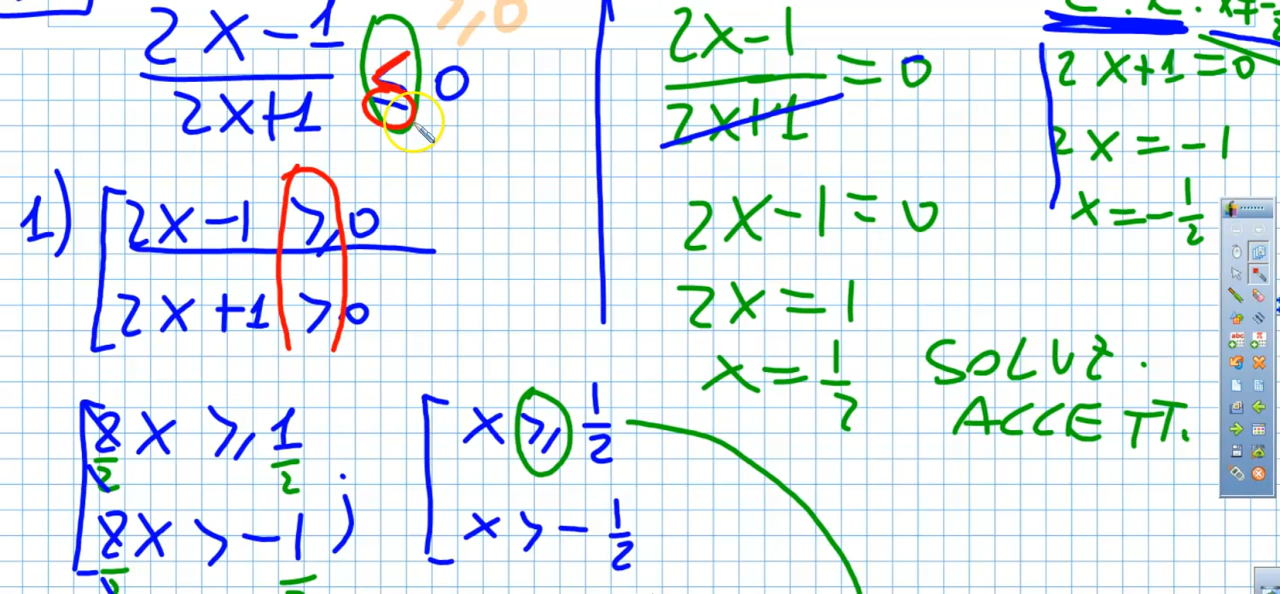 ≥0
(2x-1)/(2x+1) ≤ 0
1) 2x-1 ≥ 0
2x+1 > 0
2x/2 ≥ 1/2
2x/2 > -1/2 ;
x ≥ 1/2
x > -1/2
(2x-1)/(2x+1) = 0
2x-1 = 0
2x = 1
x = 1/2
SOLUZ.
ACCETT.
2x+1 = 0
2x = -1
x = -1/2